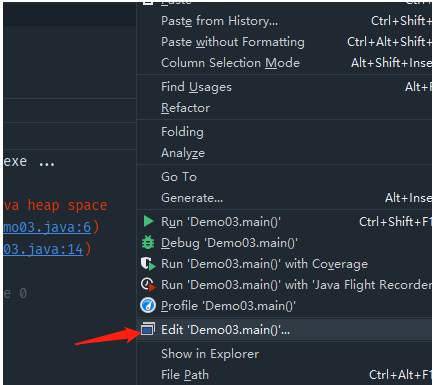 Paste
Paste from History... Ctrl+Shift+
Paste without Formatting Ctrl+Alt+Shift+
Column Selection Mode Alt+Shift+Inse
Find Usages Alt+F
Refactor
Folding
exe ...
Analyze
Go To
va heap space
Generate... Alt+Inse
mo03.java:6)
Run 'Demo03.main()' Ctrl+Shift+F1
03.java:14)
Debug 'Demo03.main()'
Run 'Demo03.main()' with Coverage
Run 'Demo03.main()' with 'Java Flight Recorder
e 0
Profile 'Demo03.main()'
Edit 'Demo03.main()'...
Show in Explorer
File Path Ctrl+Alt+F1